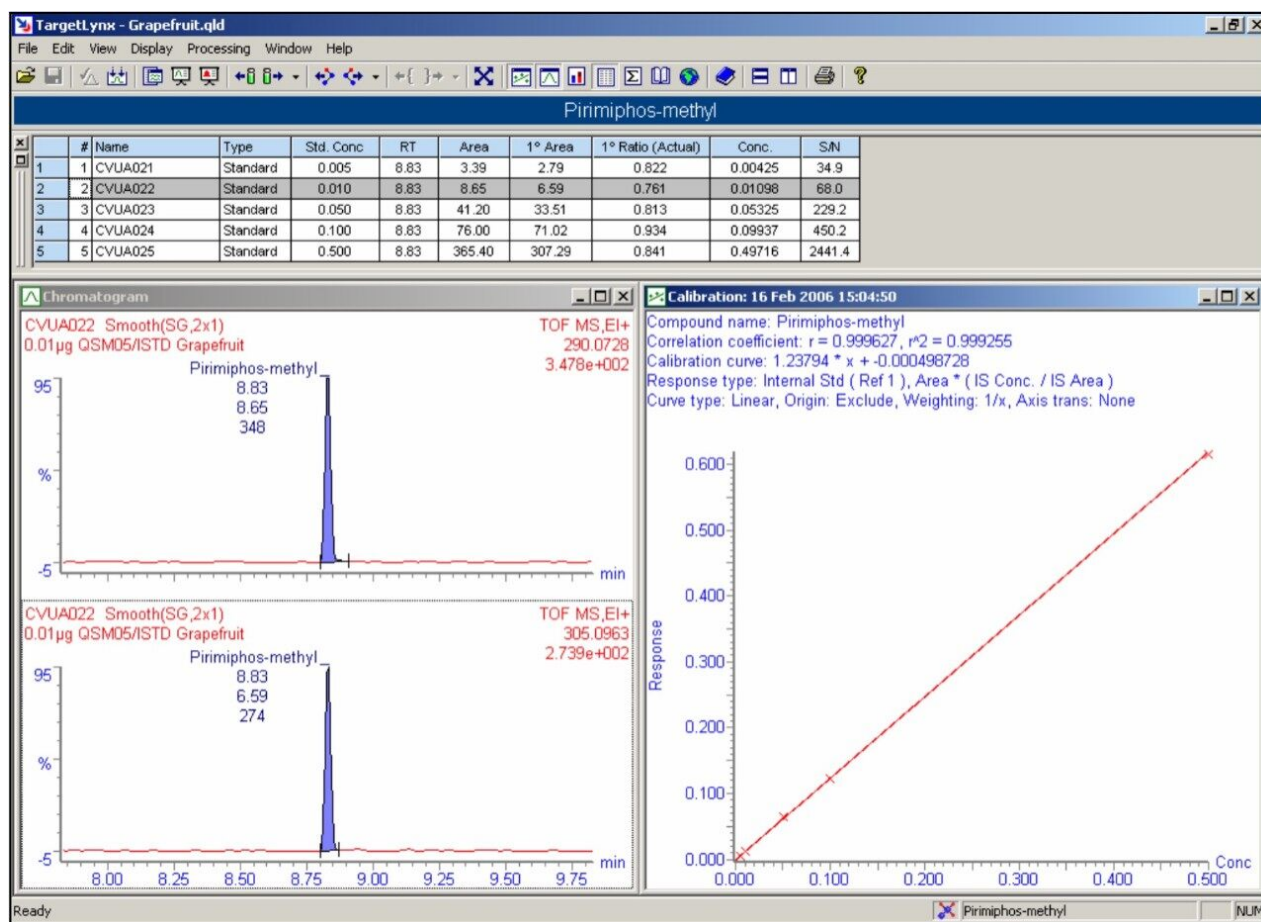 TargetLynx - Grapefruit.qld
File Edit View Display Processing Window Help
Pirimiphos-methyl
# Name Type Std. Conc RT Area 1º Area 1º Ratio (Actual) Conc. S/N
1 1 CVUA021 Standard 0.005 8.83 3.39 2.79 0.822 0.00425 34.9
2 2 CVUA022 Standard 0.010 8.83 8.65 6.59 0.761 0.01098 68.0
3 3 CVUA023 Standard 0.050 8.83 41.20 33.51 0.813 0.05325 229.2
4 4 CVUA024 Standard 0.100 8.83 76.00 71.02 0.934 0.09937 450.2
5 5 CVUA025 Standard 0.500 8.83 365.40 307.29 0.841 0.49716 2441.4
Chromatogram
CVUA022 Smooth(SG,2x1) TOF MS,EI+
0.01µg QSM05/ISTD Grapefruit 290.0728
3.478e+002
Pirimiphos-methyl
8.83
8.65
348
95
%
-5
min
CVUA022 Smooth(SG,2x1) TOF MS,EI+
0.01µg QSM05/ISTD Grapefruit 305.0963
2.739e+002
Pirimiphos-methyl
8.83
6.59
274
95
%
-5
min
8.00 8.25 8.50 8.75 9.00 9.25 9.50 9.75
Calibration: 16 Feb 2006 15:04:50
Compound name: Pirimiphos-methyl
Correlation coefficient: r = 0.999627, r^2 = 0.999255
Calibration curve: 1.23794 * x + -0.000498728
Response type: Internal Std ( Ref 1 ), Area * ( IS Conc. / IS Area )
Curve type: Linear, Origin: Exclude, Weighting: 1/x, Axis trans: None
0.600
0.500
0.400
0.300
0.200
0.100
0.000
Response
Conc
0.000 0.100 0.200 0.300 0.400 0.500
Ready Pirimiphos-methyl NUM